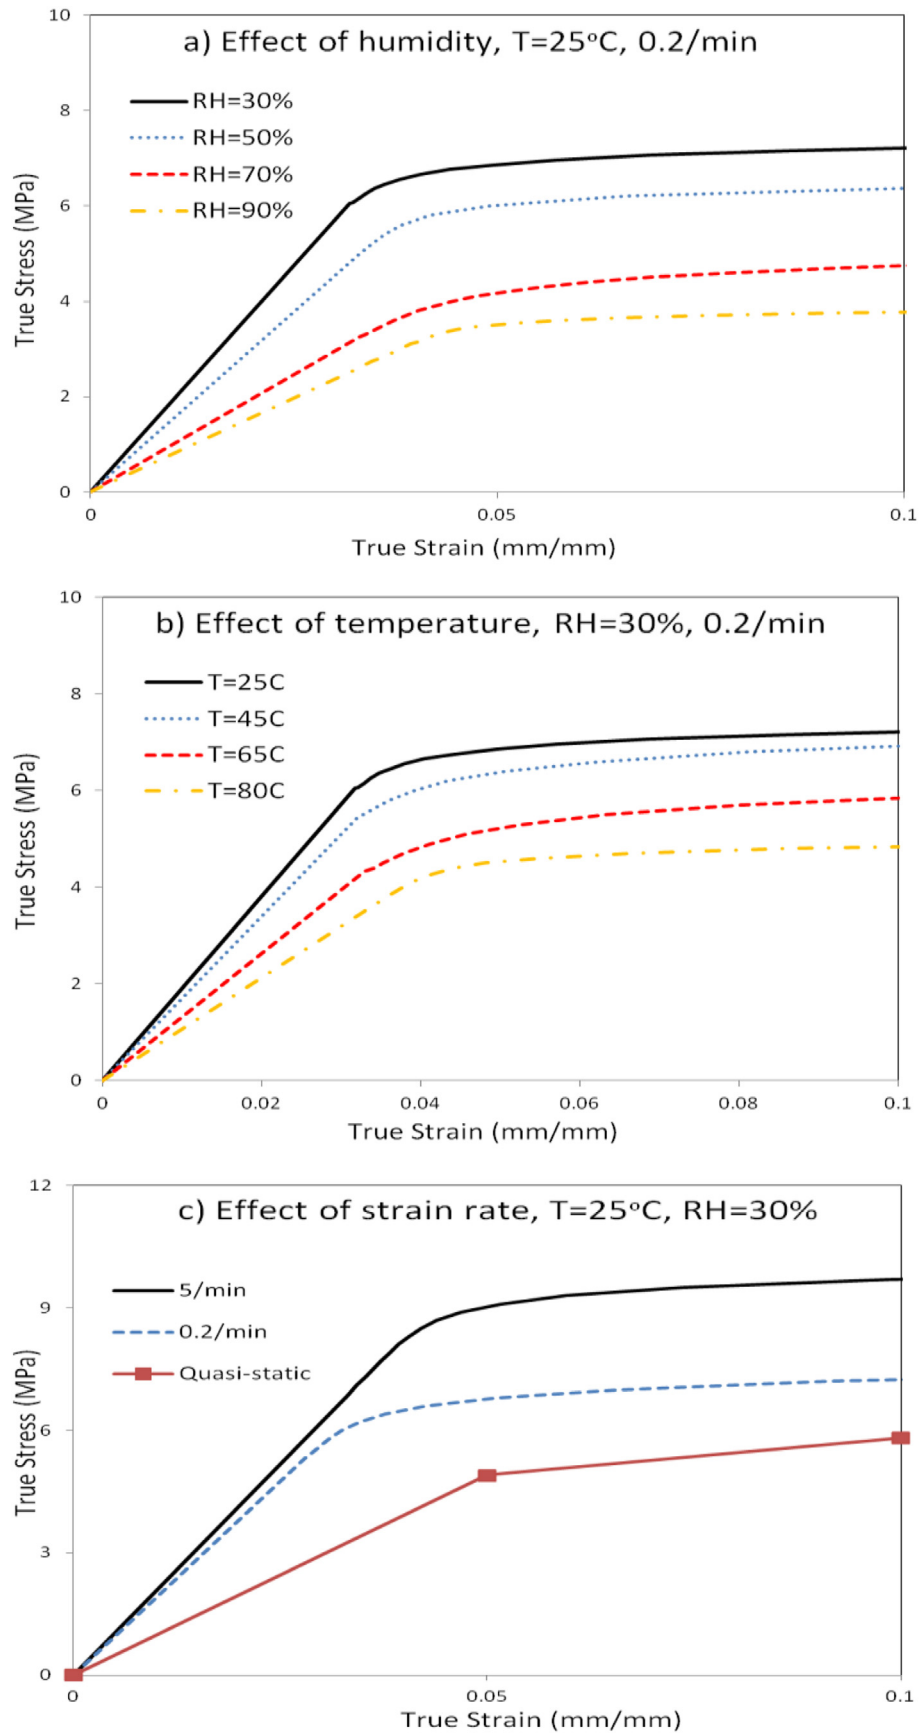 a) Effect of humidity, T=25°C, 0.2/min
RH=30%
RH=50%
RH=70%
RH=90%
True Stress (MPa)
10
8
6
4
2
0
0 0.05 0.1
True Strain (mm/mm)
b) Effect of temperature, RH=30%, 0.2/min
T=25C
T=45C
T=65C
T=80C
True Stress (MPa)
10
8
6
4
2
0
0 0.02 0.04 0.06 0.08 0.1
True Strain (mm/mm)
c) Effect of strain rate, T=25°C, RH=30%
5/min
0.2/min
Quasi-static
True Stress (MPa)
12
9
6
3
0
0 0.05 0.1
True Strain (mm/mm)